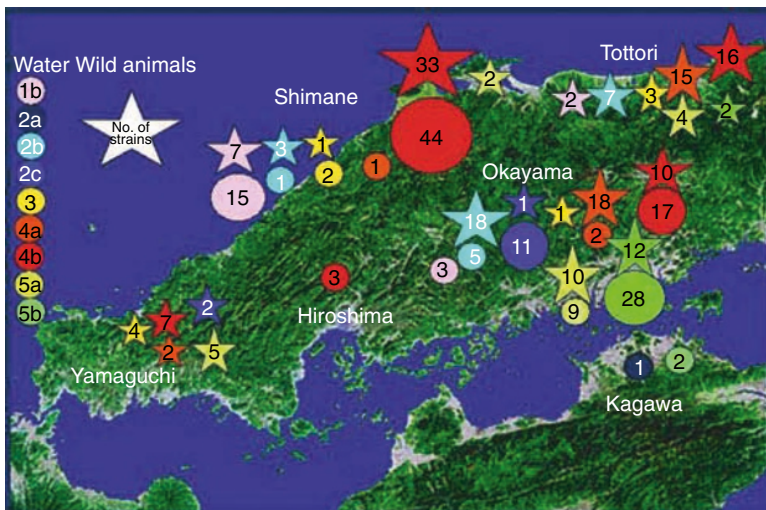 Water Wild animals
1b
2a
2b
2c
3
4a
4b
5a
5b
No. of
strains
Shimane
33
2
44
7
3
1
15
1
2
1
Tottori
16
15
2
7
3
4
2
Okayama
10
18
1
1
18
17
2
11
5
12
10
3
28
9
Hiroshima
3
Yamaguchi
2
7
4
2
5
Kagawa
1
2